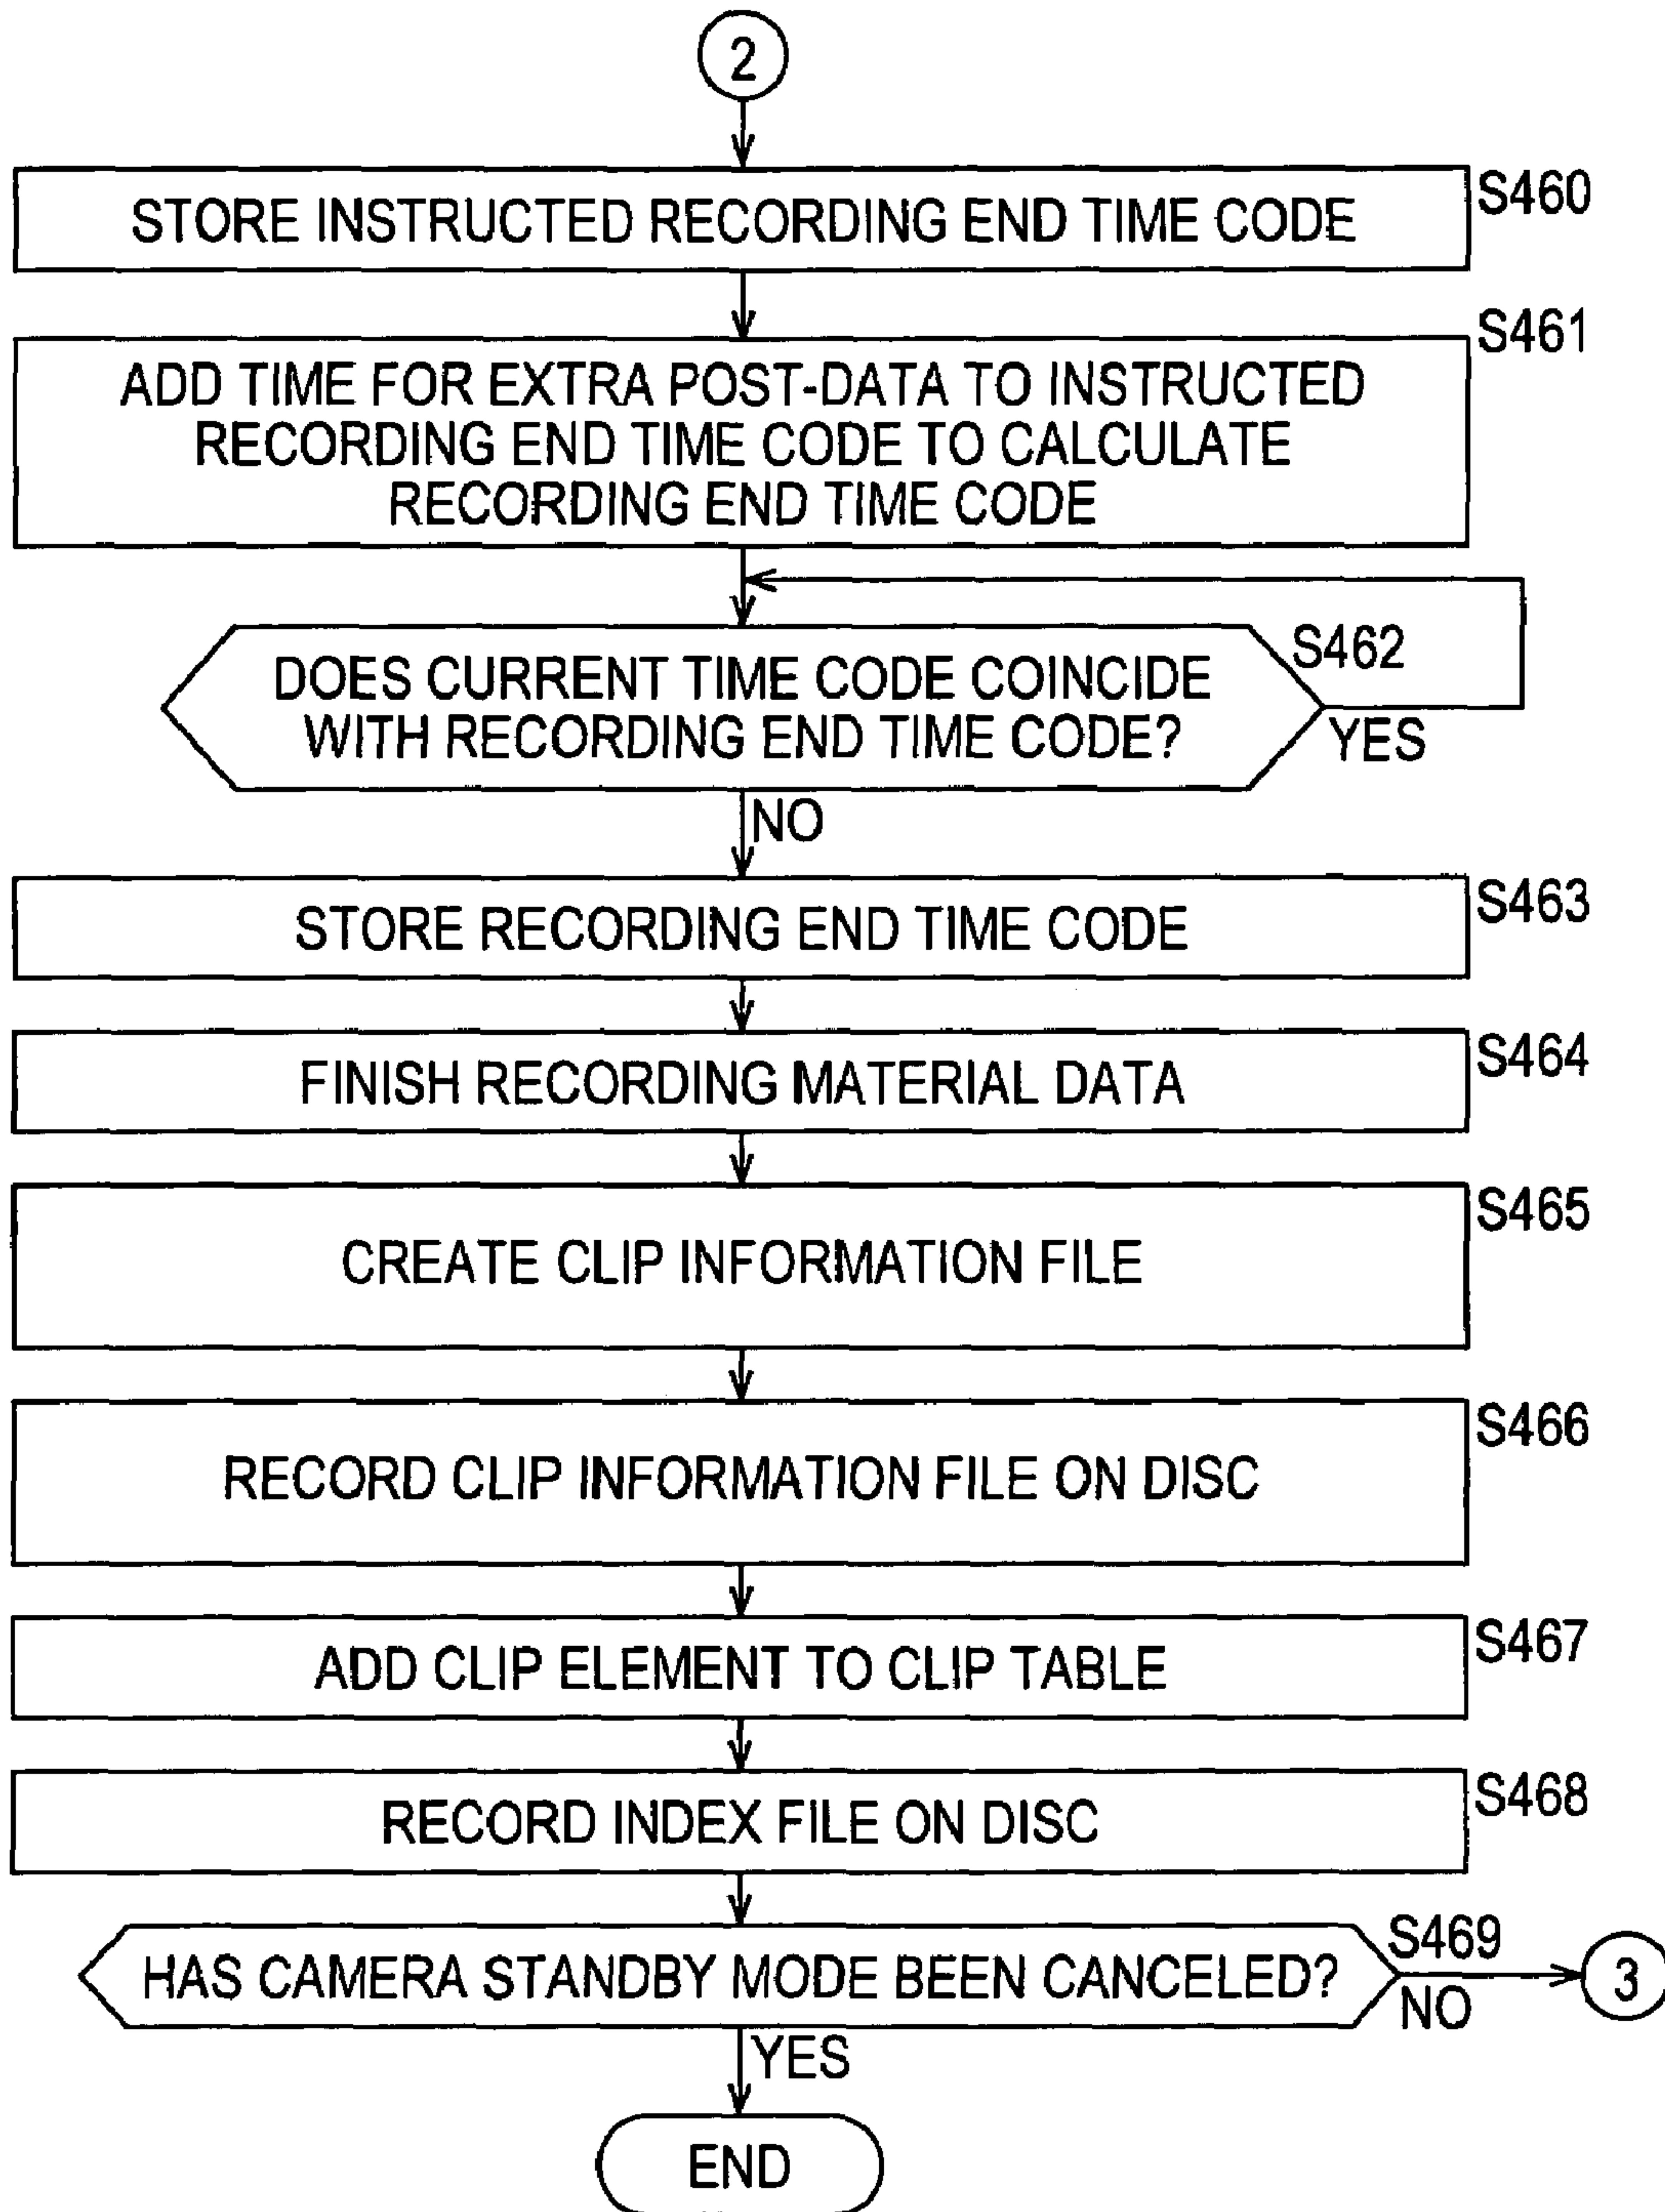 2
S460
STORE INSTRUCTED RECORDING END TIME CODE
S461
ADD TIME FOR EXTRA POST-DATA TO INSTRUCTED
RECORDING END TIME CODE TO CALCULATE
RECORDING END TIME CODE
S462
DOES CURRENT TIME CODE COINCIDE
WITH RECORDING END TIME CODE?
YES
NO
S463
STORE RECORDING END TIME CODE
S464
FINISH RECORDING MATERIAL DATA
S465
CREATE CLIP INFORMATION FILE
S466
RECORD CLIP INFORMATION FILE ON DISC
S467
ADD CLIP ELEMENT TO CLIP TABLE
S468
RECORD INDEX FILE ON DISC
S469
HAS CAMERA STANDBY MODE BEEN CANCELED?
NO
3
YES
END